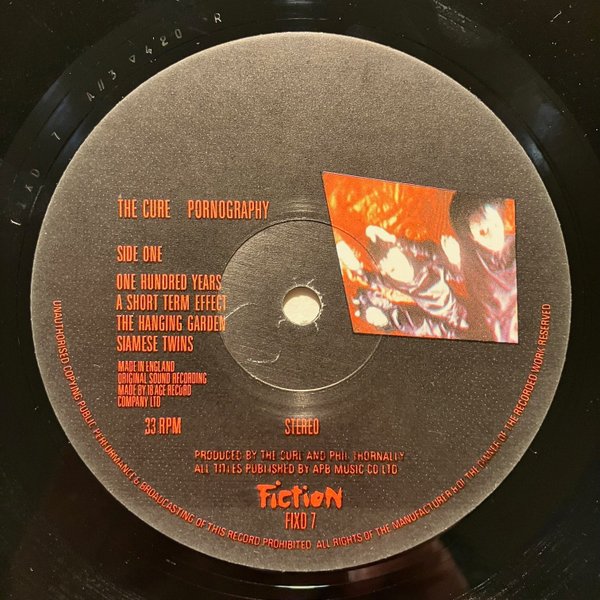 THE CURE PORNOGRAPHY
SIDE ONE
ONE HUNDRED YEARS
A SHORT TERM EFFECT
THE HANGING GARDEN
SIAMESE TWINS
MADE IN ENGLAND
ORIGINAL SOUND RECORDING
MADE BY 18 AGE RECORD
COMPANY LTD
33 RPM STEREO
PRODUCED BY THE CURE AND PHIL THORNALLY
ALL TITLES PUBLISHED BY APB MUSIC CO LTD
FICTION
FIXD 7
UNAUTHORISED COPYING PUBLIC PERFORMANCE & BROADCASTING OF THIS RECORD PROHIBITED. ALL RIGHTS OF THE MANUFACTURER & OF THE OWNER OF THE RECORDED WORK RESERVED